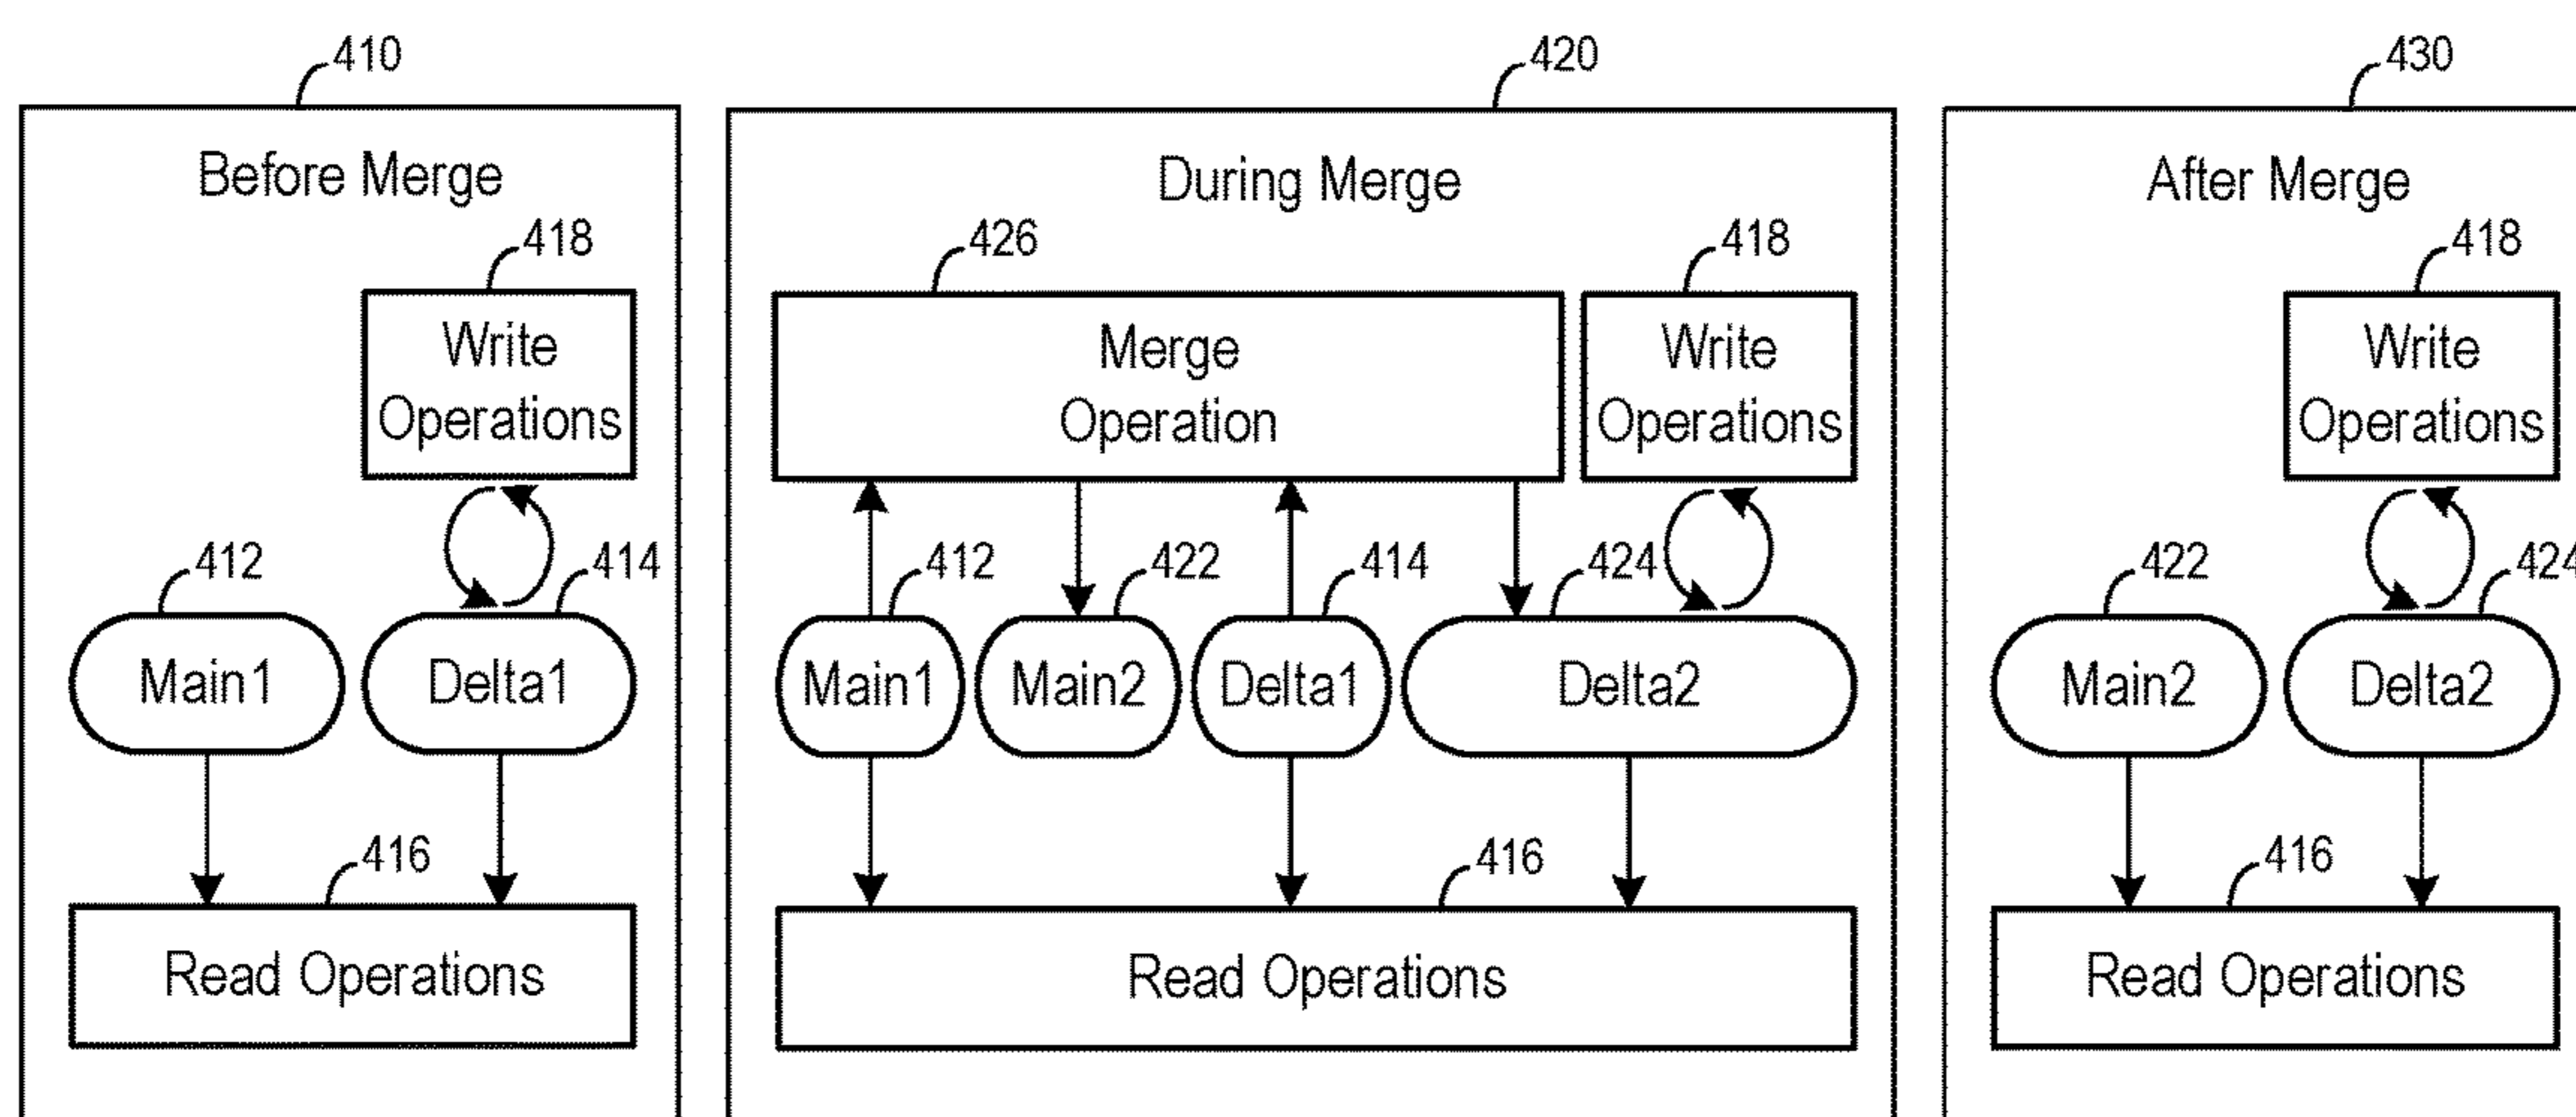 410
Before Merge
418
Write
Operations
412
414
Main1
Delta1
416
Read Operations
420
During Merge
426
418
Merge
Operation
Write
Operations
412
422
414
424
Main1
Main2
Delta1
Delta2
416
Read Operations
430
After Merge
418
Write
Operations
422
424
Main2
Delta2
416
Read Operations